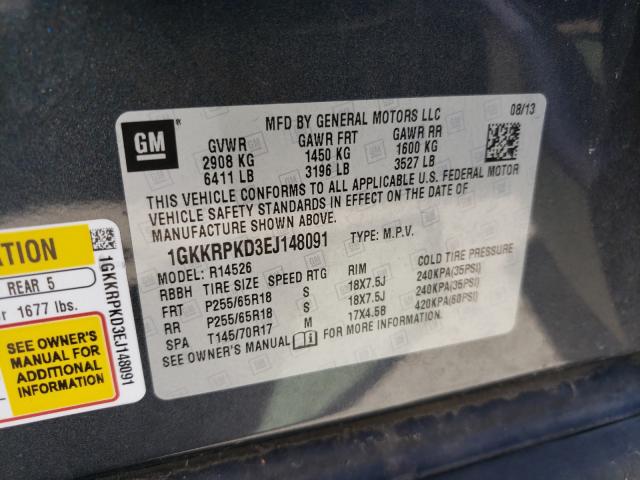 MFD BY GENERAL MOTORS LLC 08/13
GM
GVWR GAWR FRT GAWR RR
2908 KG 1450 KG 1600 KG
6411 LB 3196 LB 3527 LB
THIS VEHICLE CONFORMS TO ALL APPLICABLE U.S. FEDERAL MOTOR
VEHICLE SAFETY STANDARDS IN EFFECT ON THE DATE OF
MANUFACTURE SHOWN ABOVE.
1GKKRPKD3EJ148091 TYPE: M.P.V.
MODEL: R14526
RBBH TIRE SIZE SPEED RTG RIM COLD TIRE PRESSURE
FRT P255/65R18 S 18X7.5J 240KPA(35PSI)
RR P255/65R18 S 18X7.5J 240KPA(35PSI)
SPA T145/70R17 M 17X4.5B 420KPA(60PSI)
SEE OWNER'S MANUAL FOR MORE INFORMATION.
ATION
REAR 5
1677 lbs.
SEE OWNER'S
MANUAL FOR
ADDITIONAL
INFORMATION
1GKKRPKD3EJ148091